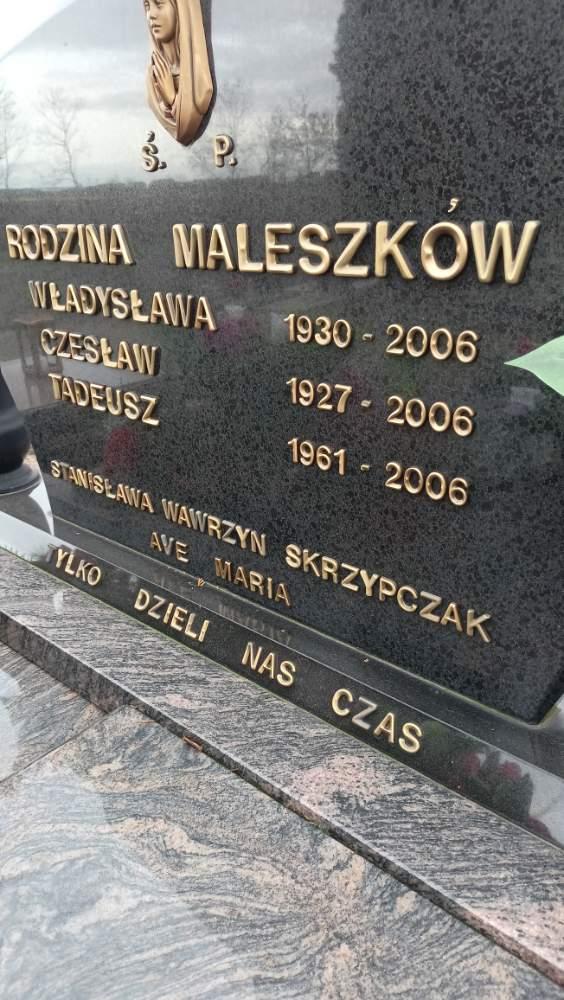 Ś. P.
RODZINA MALESZKÓW
WŁADYSŁAWA 1930 - 2006
CZESŁAW 1927 - 2006
TADEUSZ 1961 - 2006
STANISŁAWA WAWRZYN SKRZYPCZAK
AVE MARIA
TYLKO DZIELI NAS CZAS